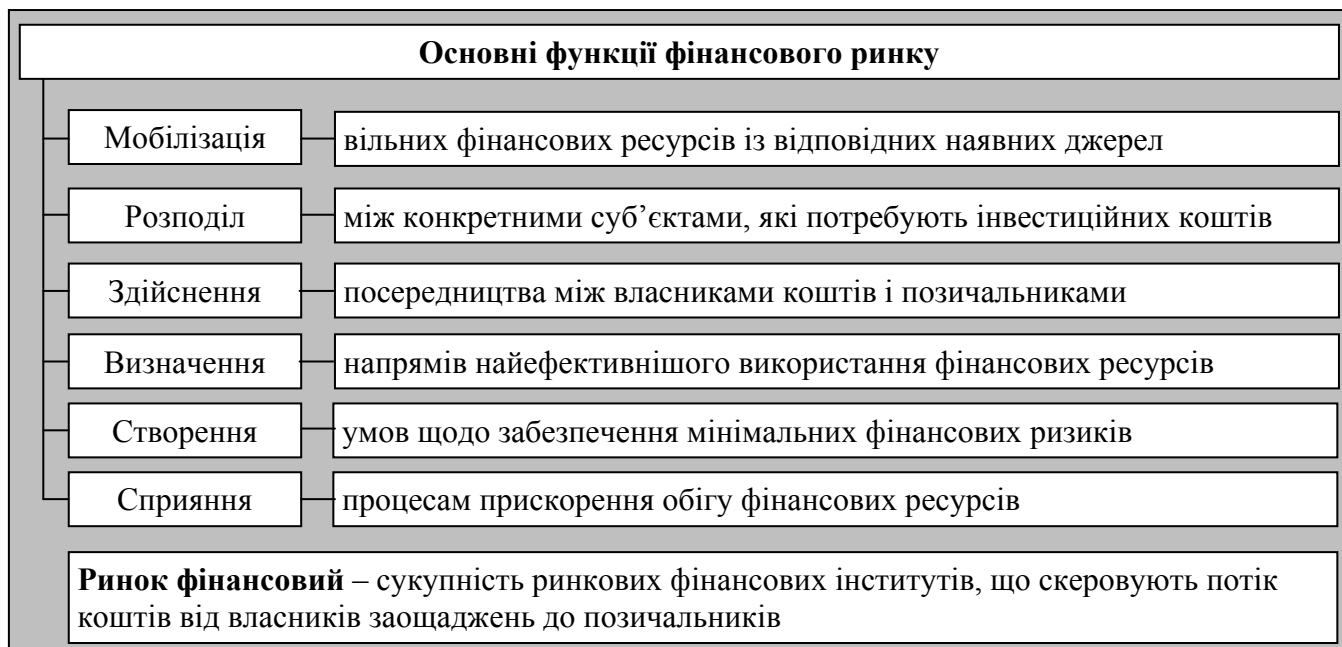 Основні функції фінансового ринку
Мобілізація
вільних фінансових ресурсів із відповідних наявних джерел
Розподіл
між конкретними суб’єктами, які потребують інвестиційних коштів
Здійснення
посередництва між власниками коштів і позичальниками
Визначення
напрямів найефективнішого використання фінансових ресурсів
Створення
умов щодо забезпечення мінімальних фінансових ризиків
Сприяння
процесам прискорення обігу фінансових ресурсів
Ринок фінансовий – сукупність ринкових фінансових інститутів, що скеровують потік
коштів від власників заощаджень до позичальників